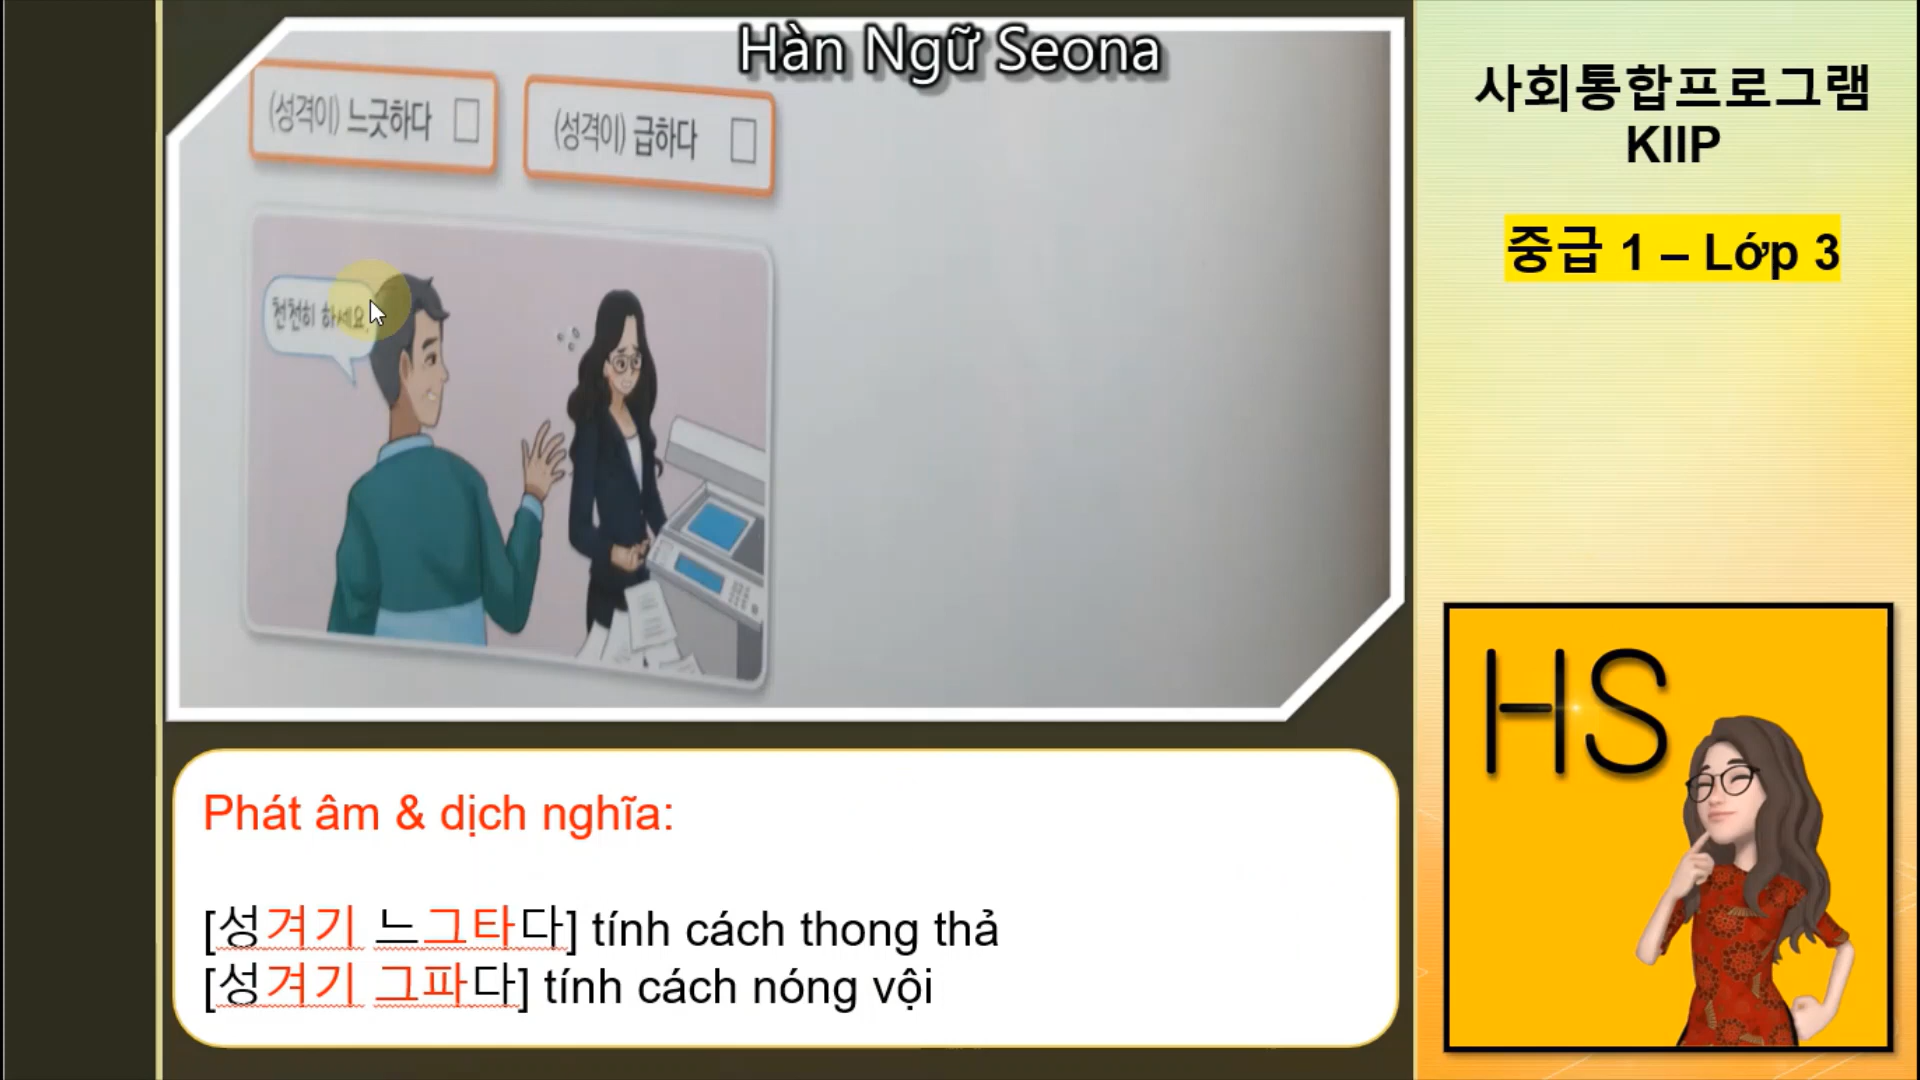 Hàn Ngữ Seona
(성격이) 느긋하다
(성격이) 급하다
천천히 하세요.
사회통합프로그램
KIIP
중급 1 – Lớp 3
HS
Phát âm & dịch nghĩa:
[성겨기 느그타다] tính cách thong thả
[성겨기 그파다] tính cách nóng vội